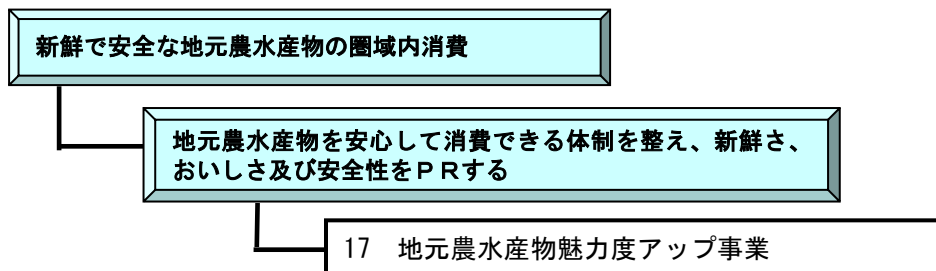 新鮮で安全な地元農水産物の圏域内消費
地元農水産物を安心して消費できる体制を整え、新鮮さ、
おいしさ及び安全性をＰＲする
17　地元農水産物魅力度アップ事業